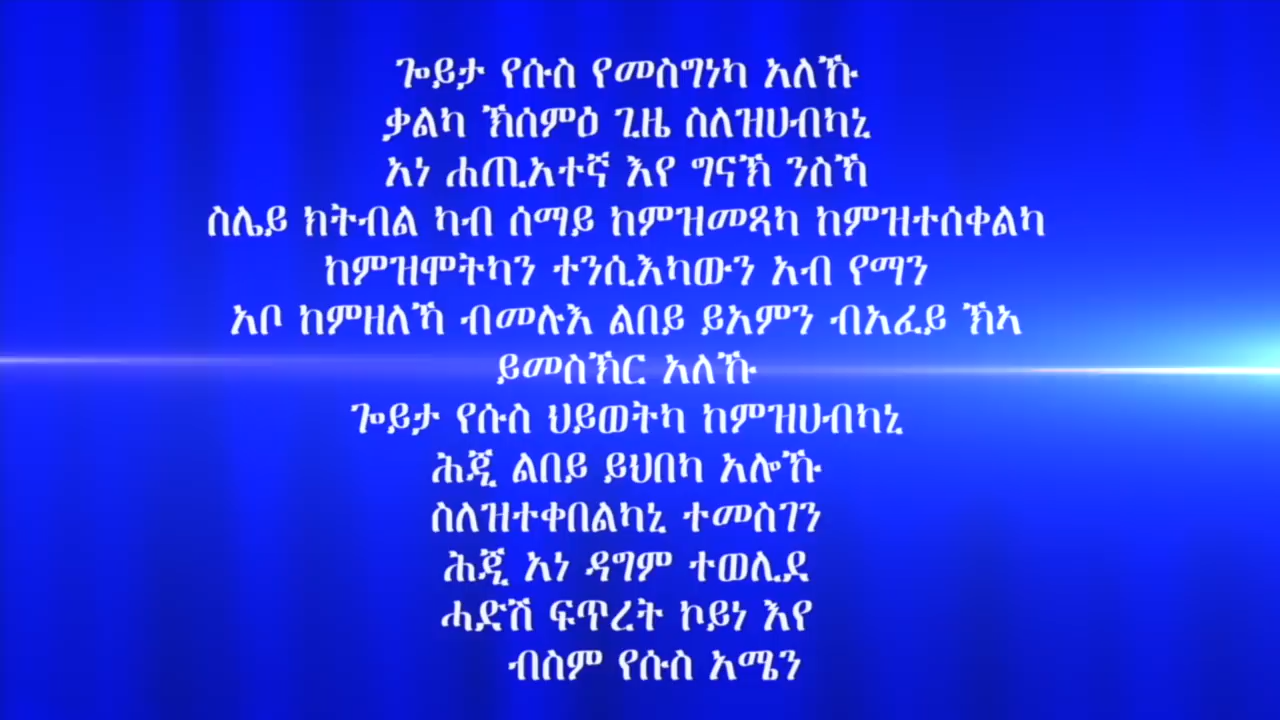 ጐይታ የሱስ የመስግነካ አለኹ
ቃልካ ኽሰምዕ ጊዜ ስለዝሀብካኒ
አነ ሐጢአተኛ እየ ግናኽ ንስኻ
ስሌይ ክትብል ካብ ሰማይ ከምዝመጻካ ከምዝተሰቀልካ
ከምዝሞትካን ተንሲእካውን አብ የማን
አቦ ከምዘለኻ ብመሉእ ልበይ ይአምን ብአፈይ ኽኣ
ይመስኽር አለኹ
ጐይታ የሱስ ህይወትካ ከምዝሀብካኒ
ሕጂ ልበይ ይህበካ አሎኹ
ስለዝተቀበልካኒ ተመስገን
ሕጂ አነ ዳግም ተወሊደ
ሓድሽ ፍጥረት ኮይነ እየ
ብስም የሱስ አሜን